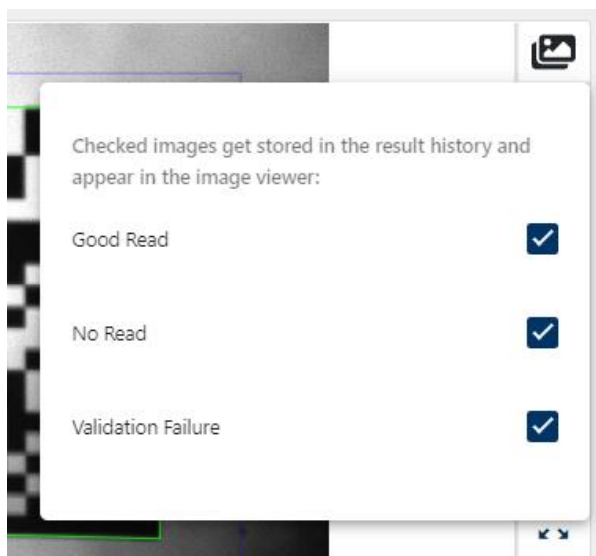 Checked images get stored in the result history and
appear in the image viewer:
Good Read
No Read
Validation Failure